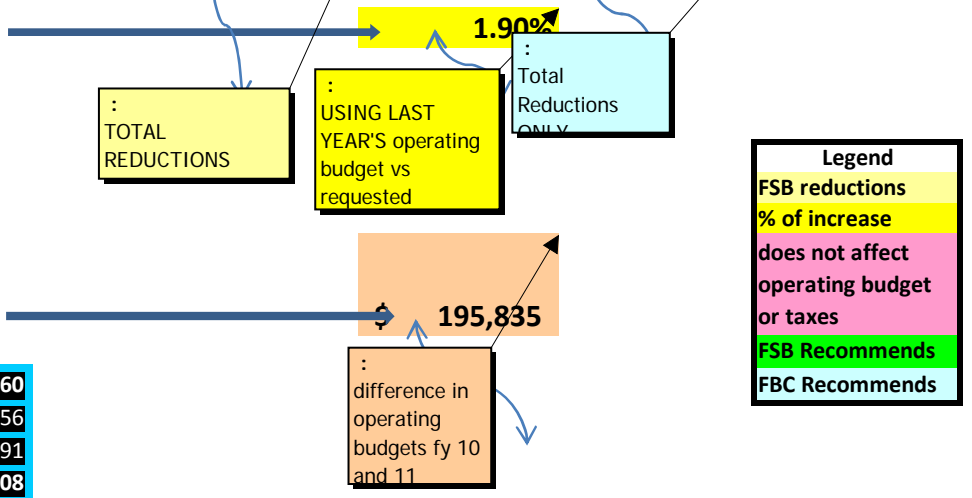 1.90%
:
Total
Reductions
ONLY
:
USING LAST
YEAR'S operating
budget vs
requested
:
TOTAL
REDUCTIONS
Legend
FSB reductions
% of increase
does not affect
operating budget
or taxes
FSB Recommends
FBC Recommends
$ 195,835
:
difference in
operating
budgets fy 10
and 11
60
56
91
08